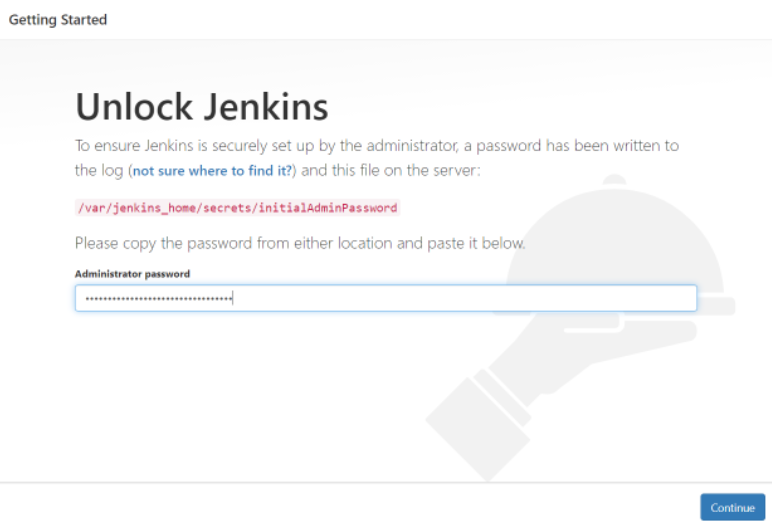 Getting Started
Unlock Jenkins
To ensure Jenkins is securely set up by the administrator, a password has been written to
the log (not sure where to find it?) and this file on the server:
/var/jenkins_home/secrets/initialAdminPassword
Please copy the password from either location and paste it below.
Administrator password
Continue